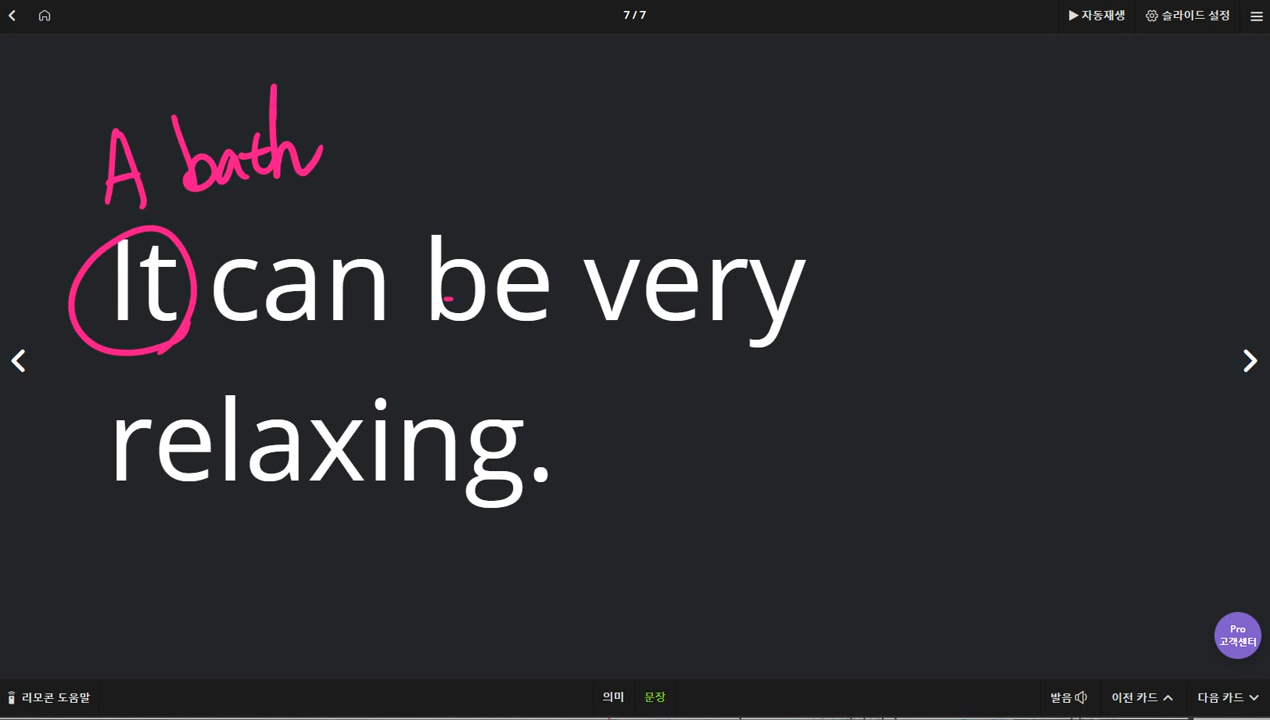 7 / 7
자동재생
슬라이드 설정
A bath
It can be very
relaxing.
Pro
고객센터
리모콘 도움말
의미
문장
발음
이전 카드
다음 카드